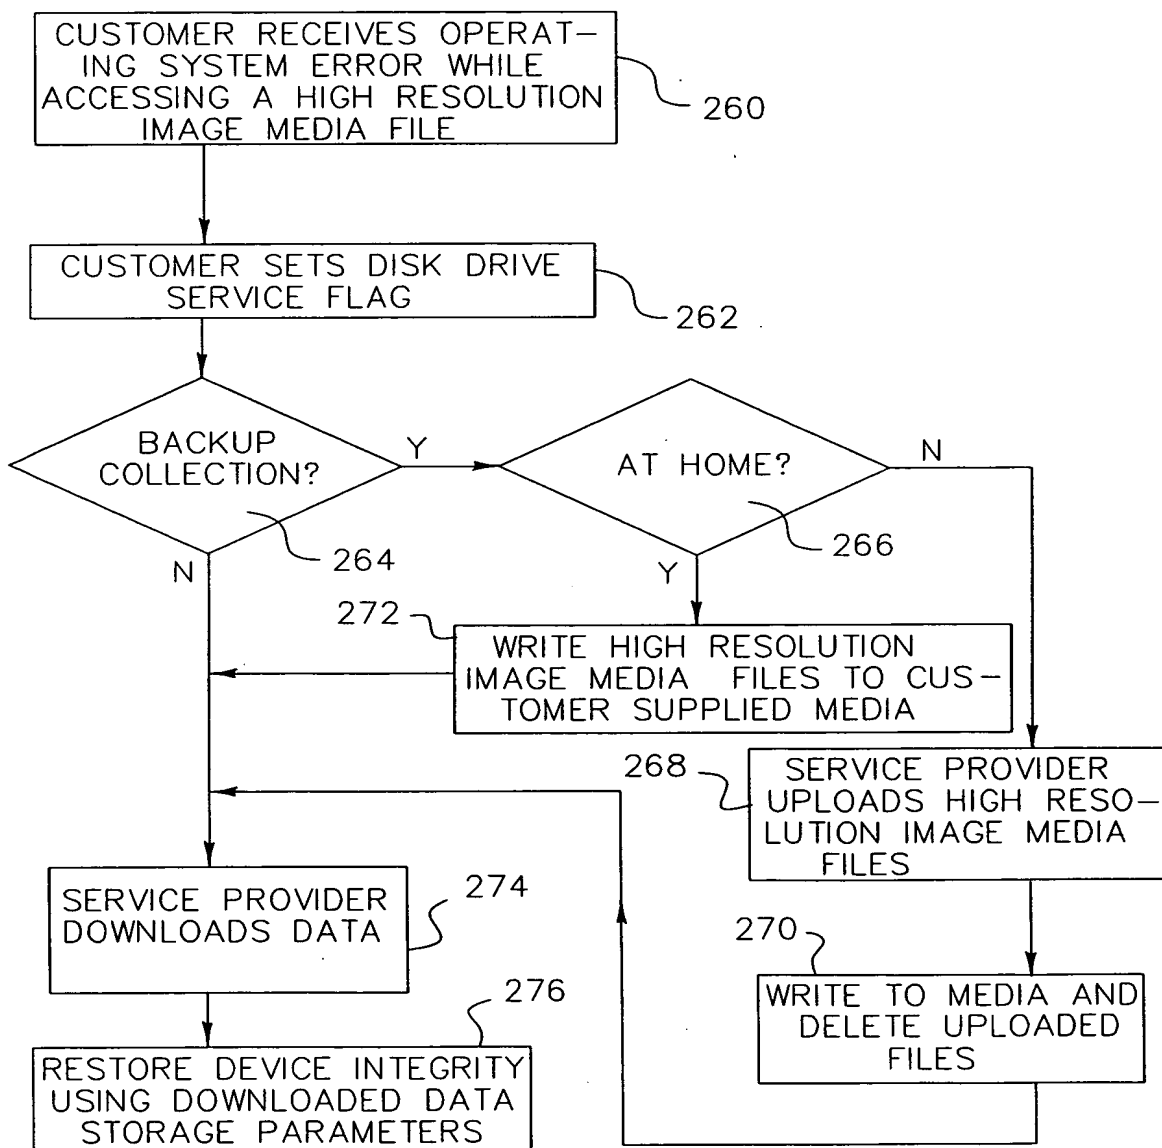 CUSTOMER RECEIVES OPERAT-
ING SYSTEM ERROR WHILE
ACCESSING A HIGH RESOLUTION
IMAGE MEDIA FILE
260
CUSTOMER SETS DISK DRIVE
SERVICE FLAG
262
BACKUP
COLLECTION?
264
Y
N
AT HOME?
266
N
Y
272
WRITE HIGH RESOLUTION
IMAGE MEDIA FILES TO CUS-
TOMER SUPPLIED MEDIA
268
SERVICE PROVIDER
UPLOADS HIGH RESO-
LUTION IMAGE MEDIA
FILES
270
WRITE TO MEDIA AND
DELETE UPLOADED
FILES
274
SERVICE PROVIDER
DOWNLOADS DATA
276
RESTORE DEVICE INTEGRITY
USING DOWNLOADED DATA
STORAGE PARAMETERS